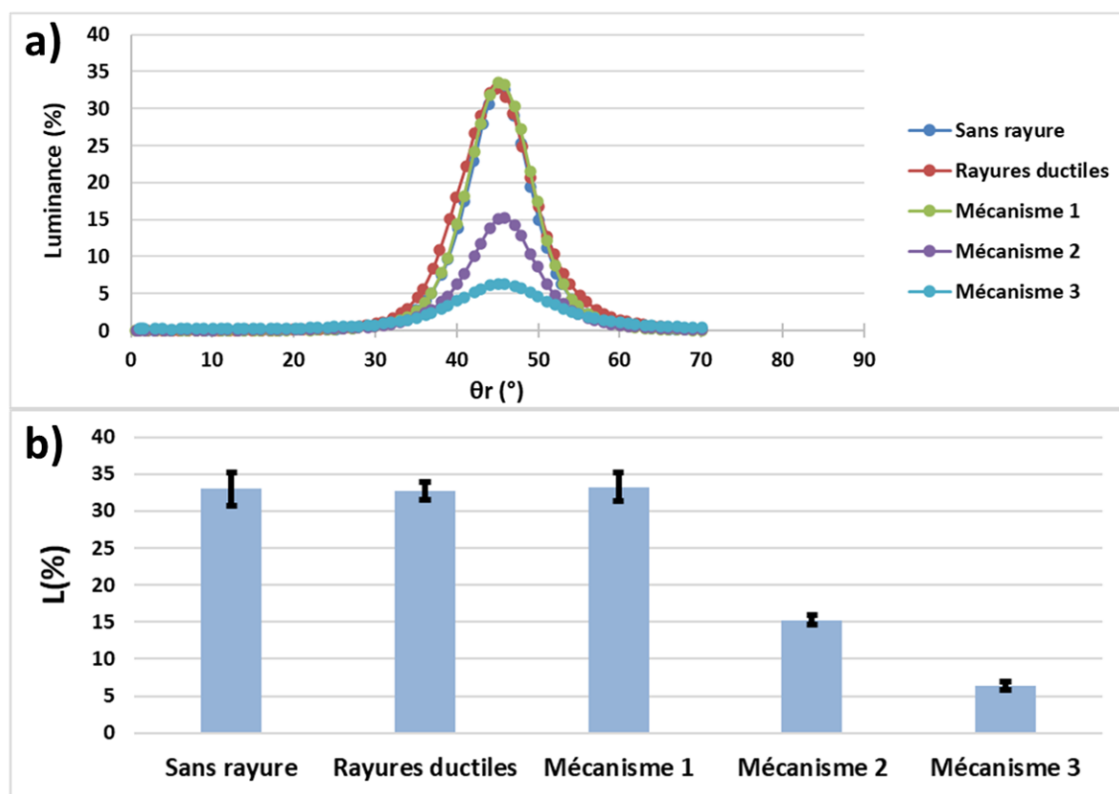 a)
40
35
30
25
20
15
10
5
0
Luminance (%)
0 10 20 30 40 50 60 70 80 90
θr (°)
Sans rayure
Rayures ductiles
Mécanisme 1
Mécanisme 2
Mécanisme 3
b)
40
35
30
25
20
15
10
5
0
L(%)
Sans rayure Rayures ductiles Mécanisme 1 Mécanisme 2 Mécanisme 3